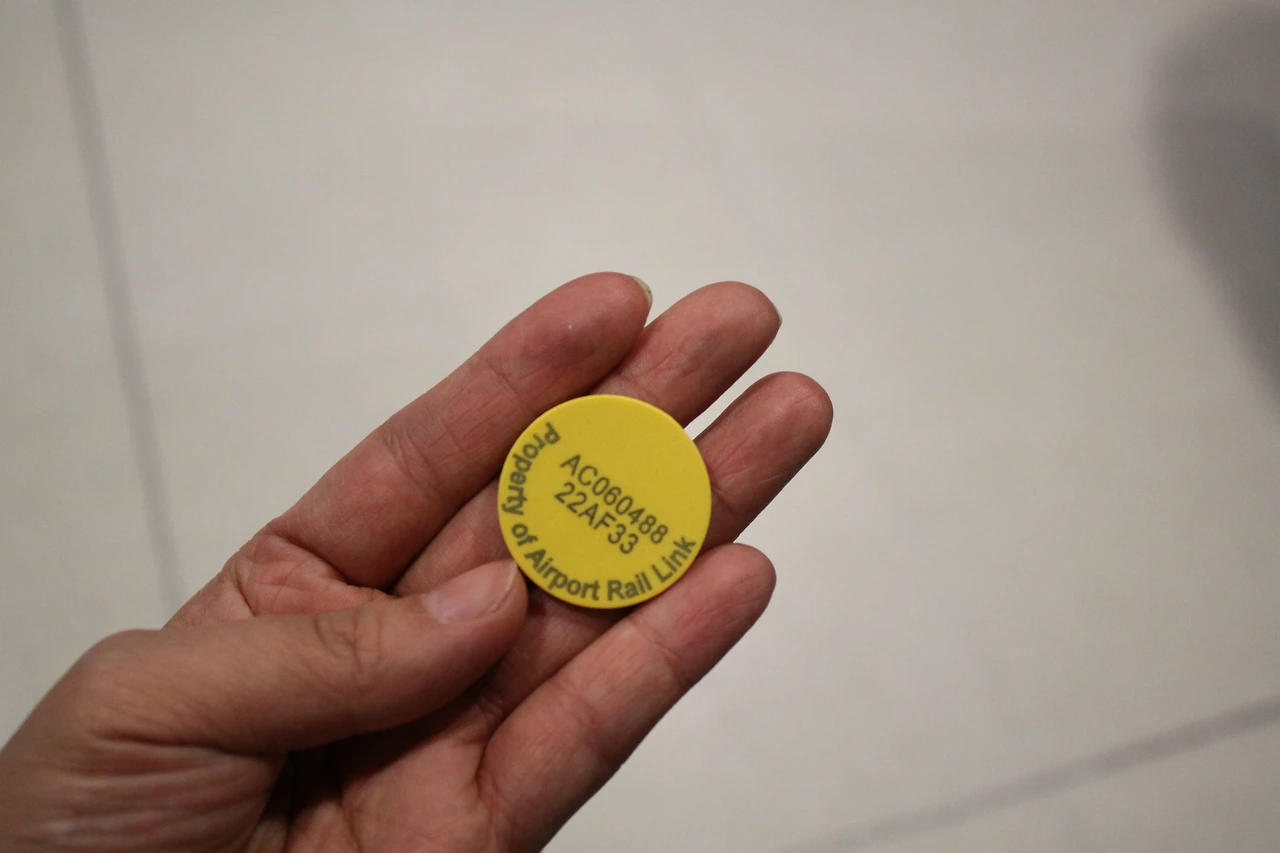 AC060488
22AF33
Property of Airport Rail Link